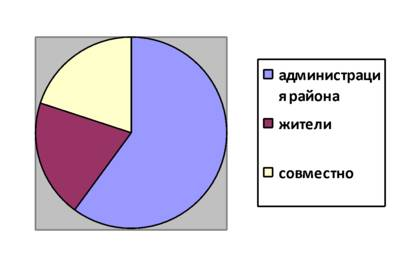 администраци
я района
жители
совместно